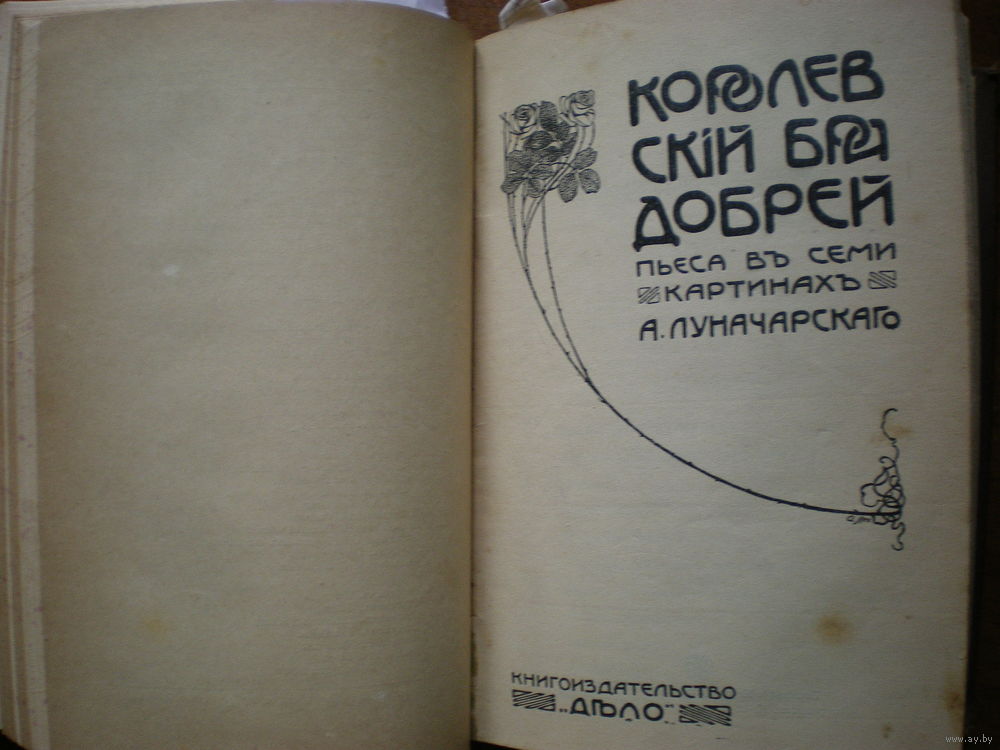 КОРОЛЕВ
СКІЙ БРА
ДОБРЕЙ
ПЬЕСА ВЪ СЕМИ
КАРТИНАХЪ
А. ЛУНАЧАРСКАГО
КНИГОИЗДАТЕЛЬСТВО
„ДѢЛО"
www.ay.by